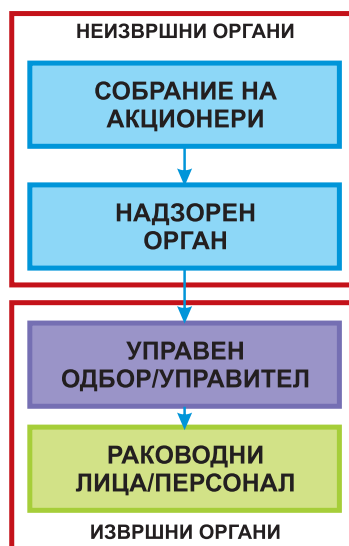 НЕИЗВРШНИ ОРГАНИ
СОБРАНИЕ НА
АКЦИОНЕРИ
НАДЗОРЕН
ОРГАН
УПРАВЕН
ОДБОР/УПРАВИТЕЛ
РАКОВОДНИ
ЛИЦА/ПЕРСОНАЛ
ИЗВРШНИ ОРГАНИ